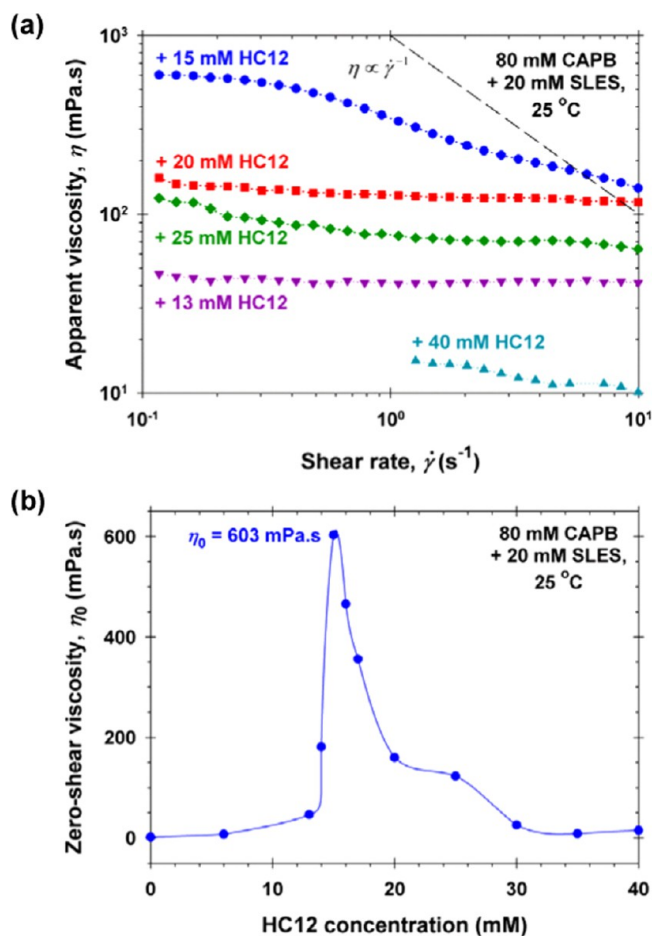 (a)
10³
+ 15 mM HC12
η ∝ γ̇⁻¹
80 mM CAPB
+ 20 mM SLES,
25 °C
+ 20 mM HC12
10²
+ 25 mM HC12
+ 13 mM HC12
+ 40 mM HC12
10¹
Apparent viscosity, η (mPa.s)
10⁻¹ 10⁰ 10¹
Shear rate, γ̇ (s⁻¹)
(b)
600
η₀ = 603 mPa.s
80 mM CAPB
+ 20 mM SLES,
25 °C
400
200
0
Zero-shear viscosity, η₀ (mPa.s)
0 10 20 30 40
HC12 concentration (mM)